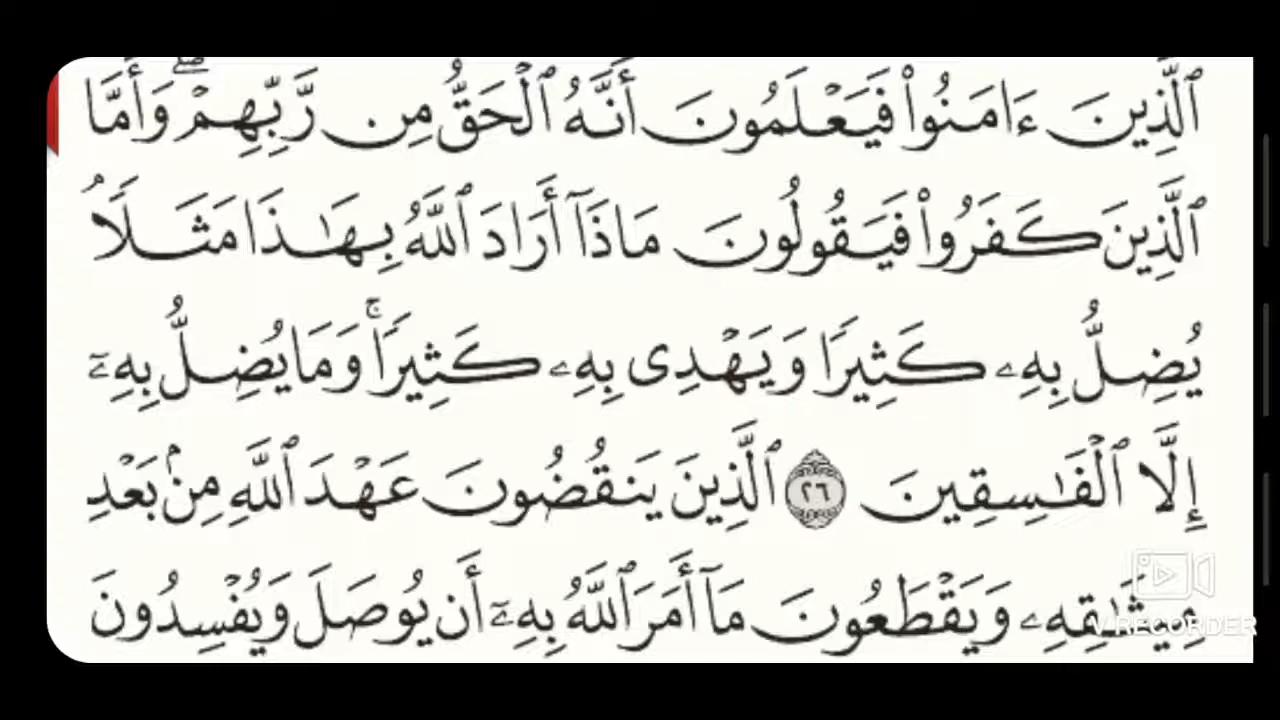 ٱلَّذِينَ ءَامَنُوا۟ فَيَعْلَمُونَ أَنَّهُ ٱلْحَقُّ مِن رَّبِّهِمْ ۖ وَأَمَّا
ٱلَّذِينَ كَفَرُوا۟ فَيَقُولُونَ مَاذَآ أَرَادَ ٱللَّهُ بِهَـٰذَا مَثَلًا ۘ
يُضِلُّ بِهِۦ كَثِيرًا وَيَهْدِى بِهِۦ كَثِيرًا ۚ وَمَا يُضِلُّ بِهِۦٓ
إِلَّا ٱلْفَـٰسِقِينَ ٢٦ ٱلَّذِينَ يَنقُضُونَ عَهْدَ ٱللَّهِ مِنۢ بَعْدِ
مِيثَـٰقِهِۦ وَيَقْطَعُونَ مَآ أَمَرَ ٱللَّهُ بِهِۦٓ أَن يُوصَلَ وَيُفْسِدُونَ
V RECORDER